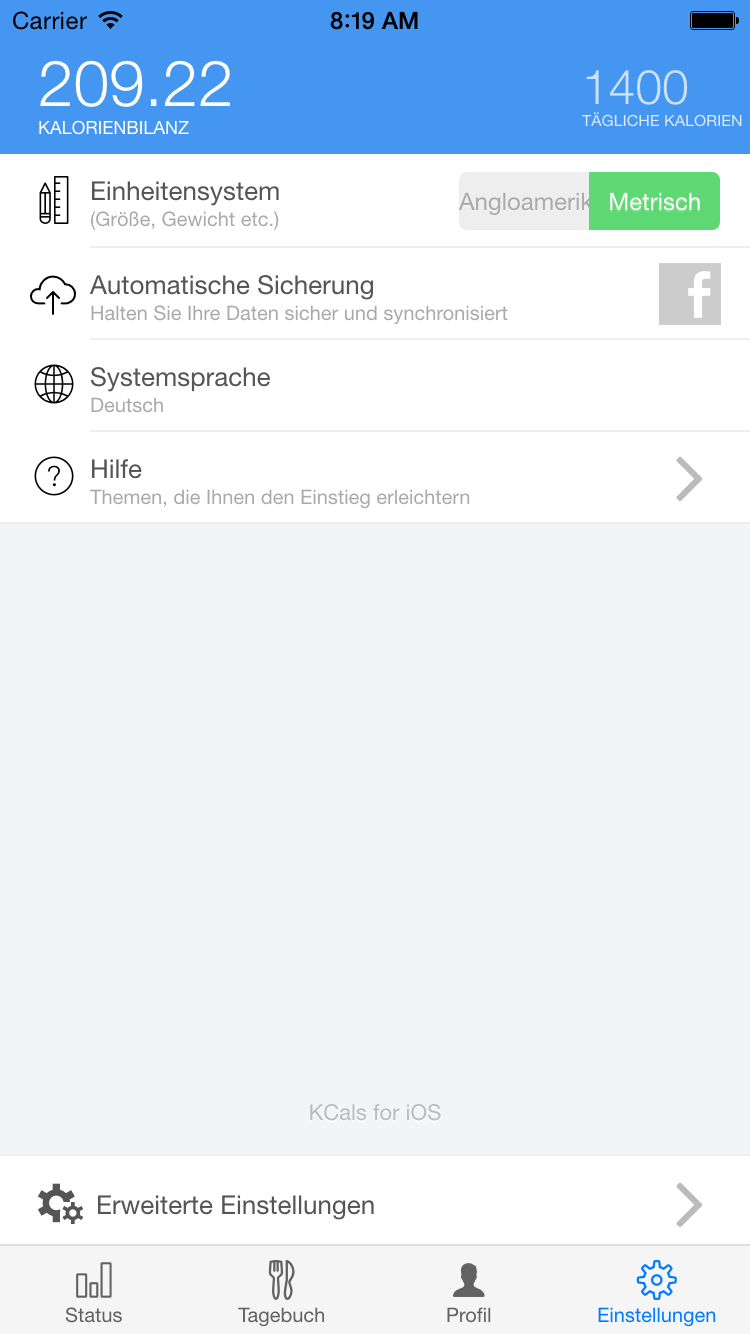 Carrier 8:19 AM
209.22 1400
KALORIENBILANZ TÄGLICHE KALORIEN
Einheitensystem
(Größe, Gewicht etc.)
Angloamerik Metrisch
Automatische Sicherung
Halten Sie Ihre Daten sicher und synchronisiert
f
Systemsprache
Deutsch
?
Hilfe
Themen, die Ihnen den Einstieg erleichtern
KCals for iOS
Erweiterte Einstellungen
Status Tagebuch Profil Einstellungen